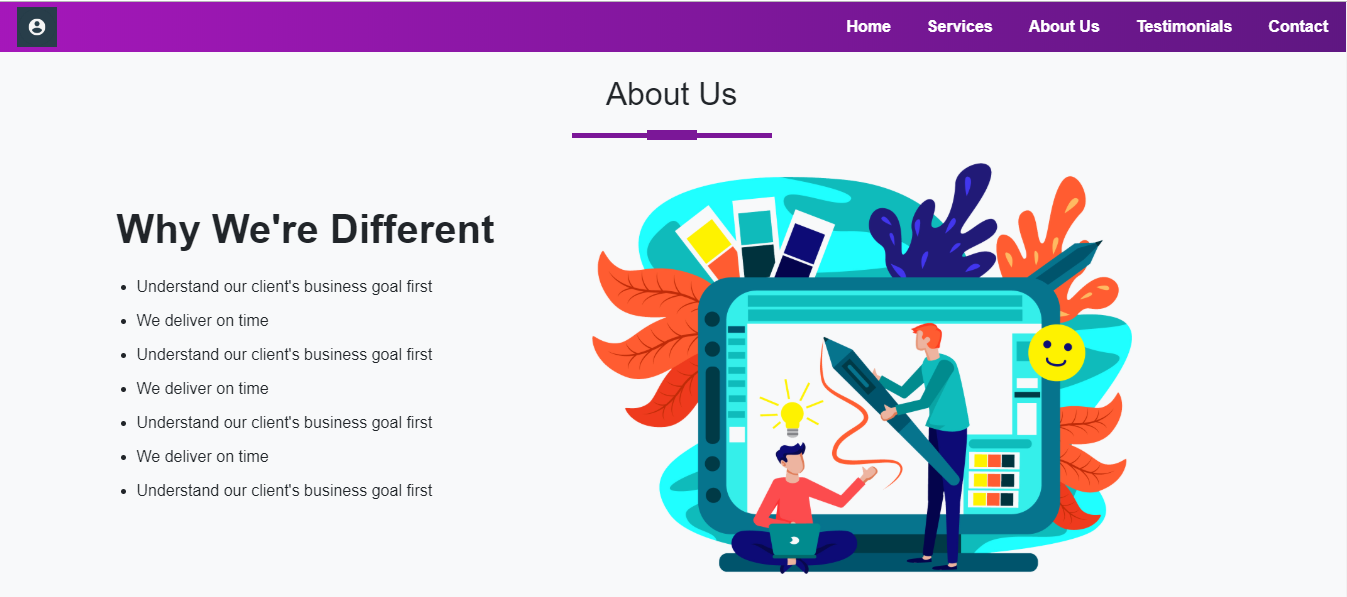 Home Services About Us Testimonials Contact
About Us
Why We're Different
Understand our client's business goal first
We deliver on time
Understand our client's business goal first
We deliver on time
Understand our client's business goal first
We deliver on time
Understand our client's business goal first